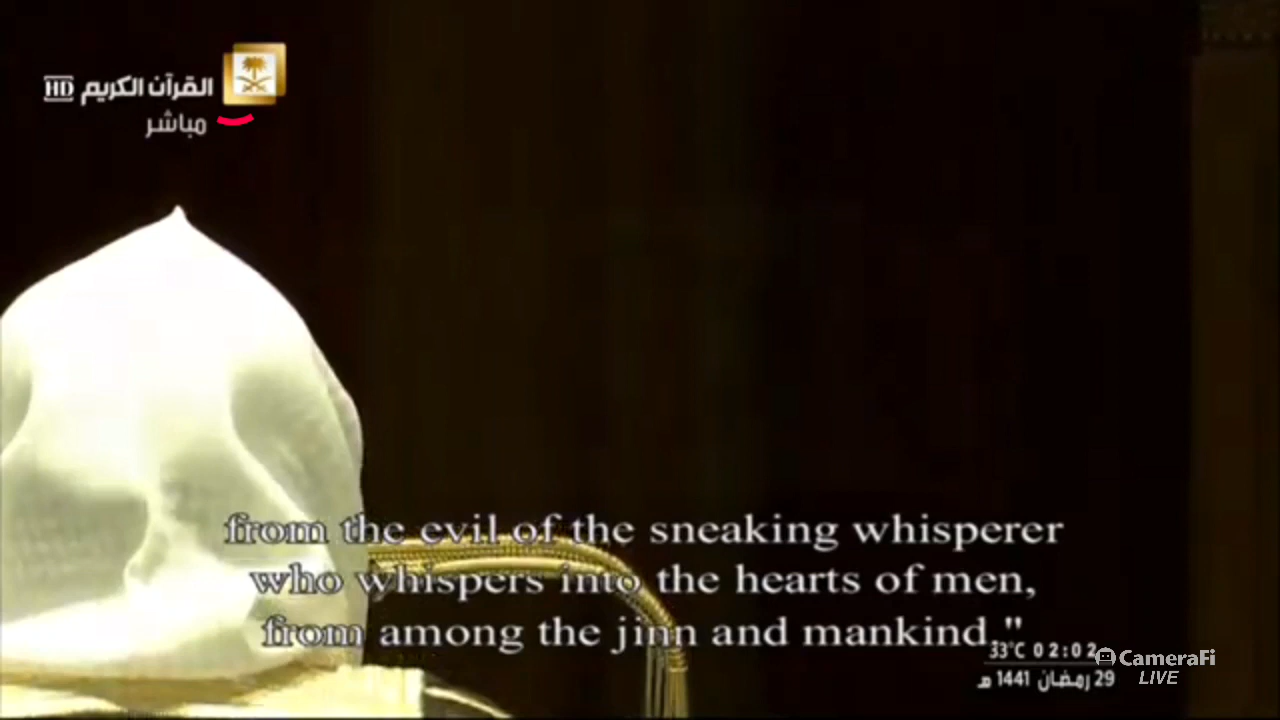 القرآن الكريم HD
مباشر
from the evil of the sneaking whisperer
who whispers into the hearts of men,
from among the jinn and mankind."
33°C 02:02
29 رمضان 1441 هـ
CameraFi
LIVE